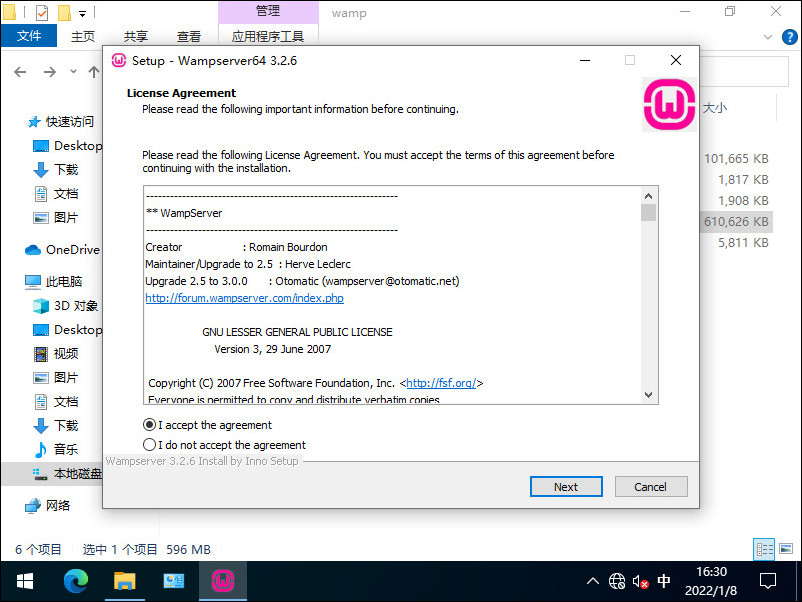 管理
wamp
文件
主页
共享
查看
应用程序工具
Setup - Wampserver64 3.2.6
License Agreement
Please read the following important information before continuing.
Please read the following License Agreement. You must accept the terms of this agreement before
continuing with the installation.
------------------------------------------------------------
** WampServer
------------------------------------------------------------
Creator : Romain Bourdon
Maintainer/Upgrade to 2.5 : Herve Leclerc
Upgrade 2.5 to 3.0.0 : Otomatic (wampserver@otomatic.net)
http://forum.wampserver.com/index.php
GNU LESSER GENERAL PUBLIC LICENSE
Version 3, 29 June 2007
Copyright (C) 2007 Free Software Foundation, Inc. <http://fsf.org/>
Everyone is permitted to copy and distribute verbatim copies
I accept the agreement
I do not accept the agreement
Wampserver 3.2.6 Install by Inno Setup
Next
Cancel
快速访问
Desktop
下载
文档
图片
OneDrive
此电脑
3D 对象
Desktop
视频
图片
文档
下载
音乐
本地磁盘
网络
大小
101,665 KB
1,817 KB
1,908 KB
610,626 KB
5,811 KB
6 个项目
选中 1 个项目 596 MB
中
16:30
2022/1/8